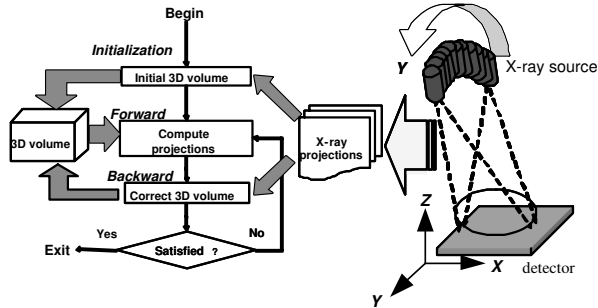 Begin
Initialization
Initial 3D volume
Forward
3D volume
Compute
projections
X-ray
projections
Backward
Correct 3D volume
Yes
No
Exit
Satisfied ?
Y
X-ray source
Z
X
detector
Y